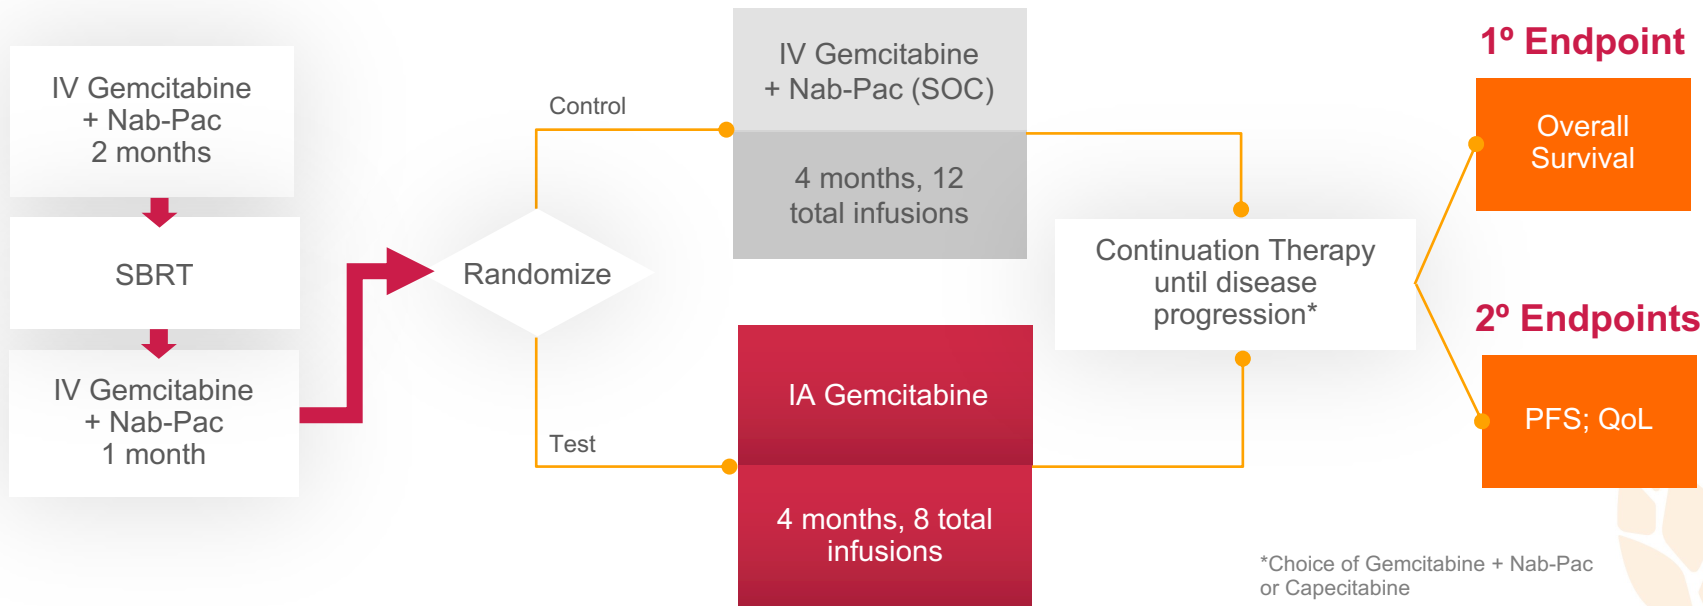 IV Gemcitabine
+ Nab-Pac
2 months
SBRT
IV Gemcitabine
+ Nab-Pac
1 month
Randomize
Control
Test
IV Gemcitabine
+ Nab-Pac (SOC)
4 months, 12
total infusions
IA Gemcitabine
4 months, 8 total
infusions
Continuation Therapy
until disease
progression*
1º Endpoint
Overall
Survival
2º Endpoints
PFS; QoL
*Choice of Gemcitabine + Nab-Pac
or Capecitabine